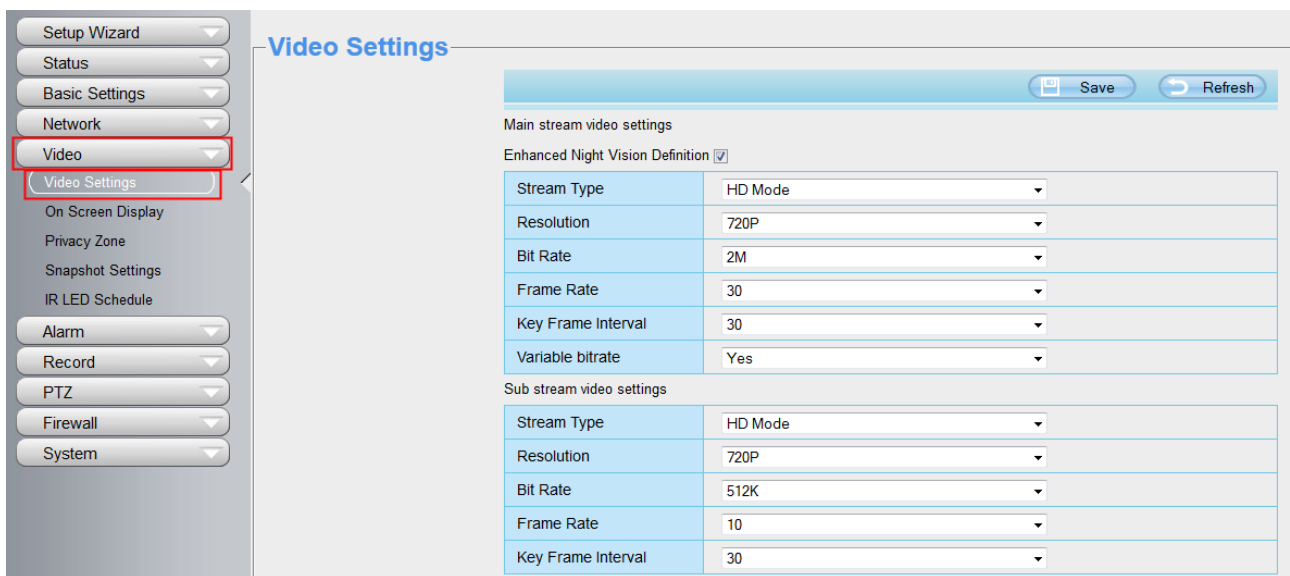 Setup Wizard
Status
Basic Settings
Network
Video
Video Settings
On Screen Display
Privacy Zone
Snapshot Settings
IR LED Schedule
Alarm
Record
PTZ
Firewall
System
Video Settings
Save Refresh
Main stream video settings
Enhanced Night Vision Definition
Stream Type HD Mode
Resolution 720P
Bit Rate 2M
Frame Rate 30
Key Frame Interval 30
Variable bitrate Yes
Sub stream video settings
Stream Type HD Mode
Resolution 720P
Bit Rate 512K
Frame Rate 10
Key Frame Interval 30